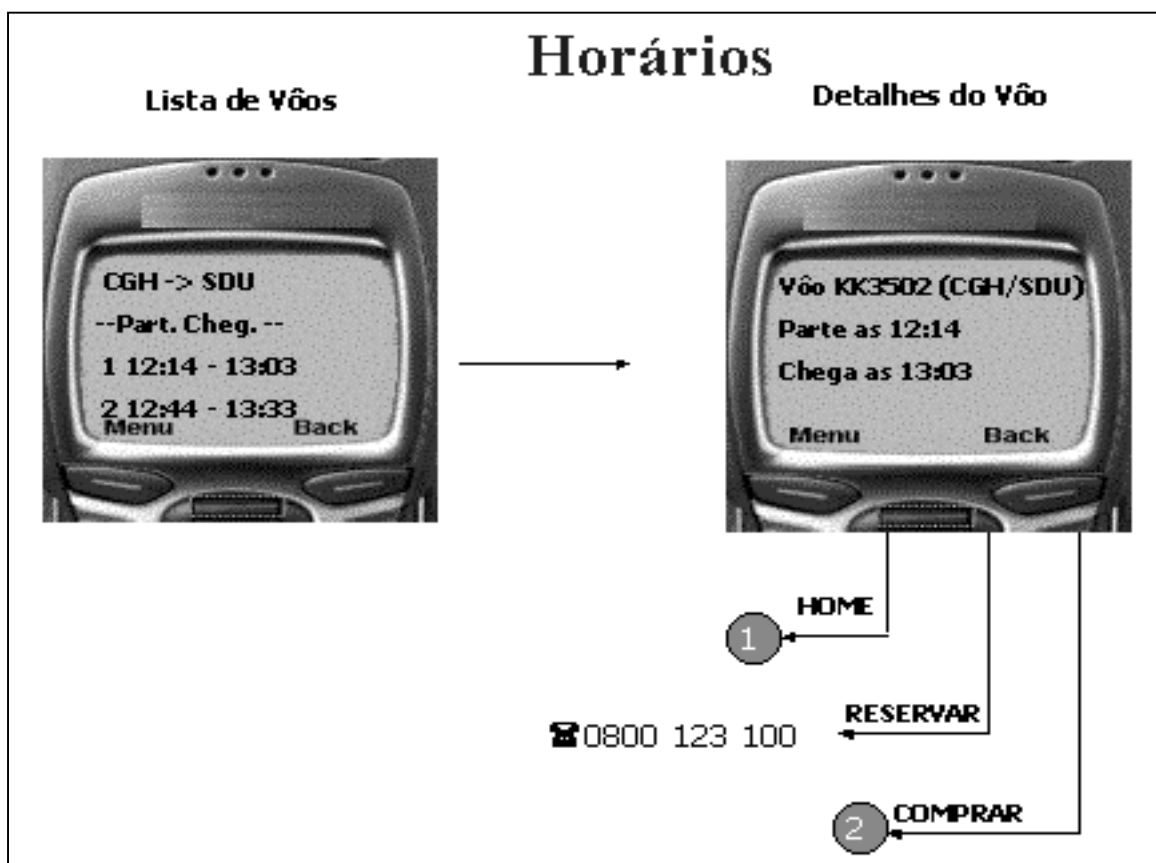 Horários
Lista de Vôos
Detalhes do Vôo
CGH -> SDU
--Part. Cheg. --
1 12:14 - 13:03
2 12:44 - 13:33
Menu Back
Vôo KK3502 (CGH/SDU)
Parte as 12:14
Chega as 13:03
Menu Back
HOME
1
RESERVAR
☎0800 123 100
COMPRAR
2